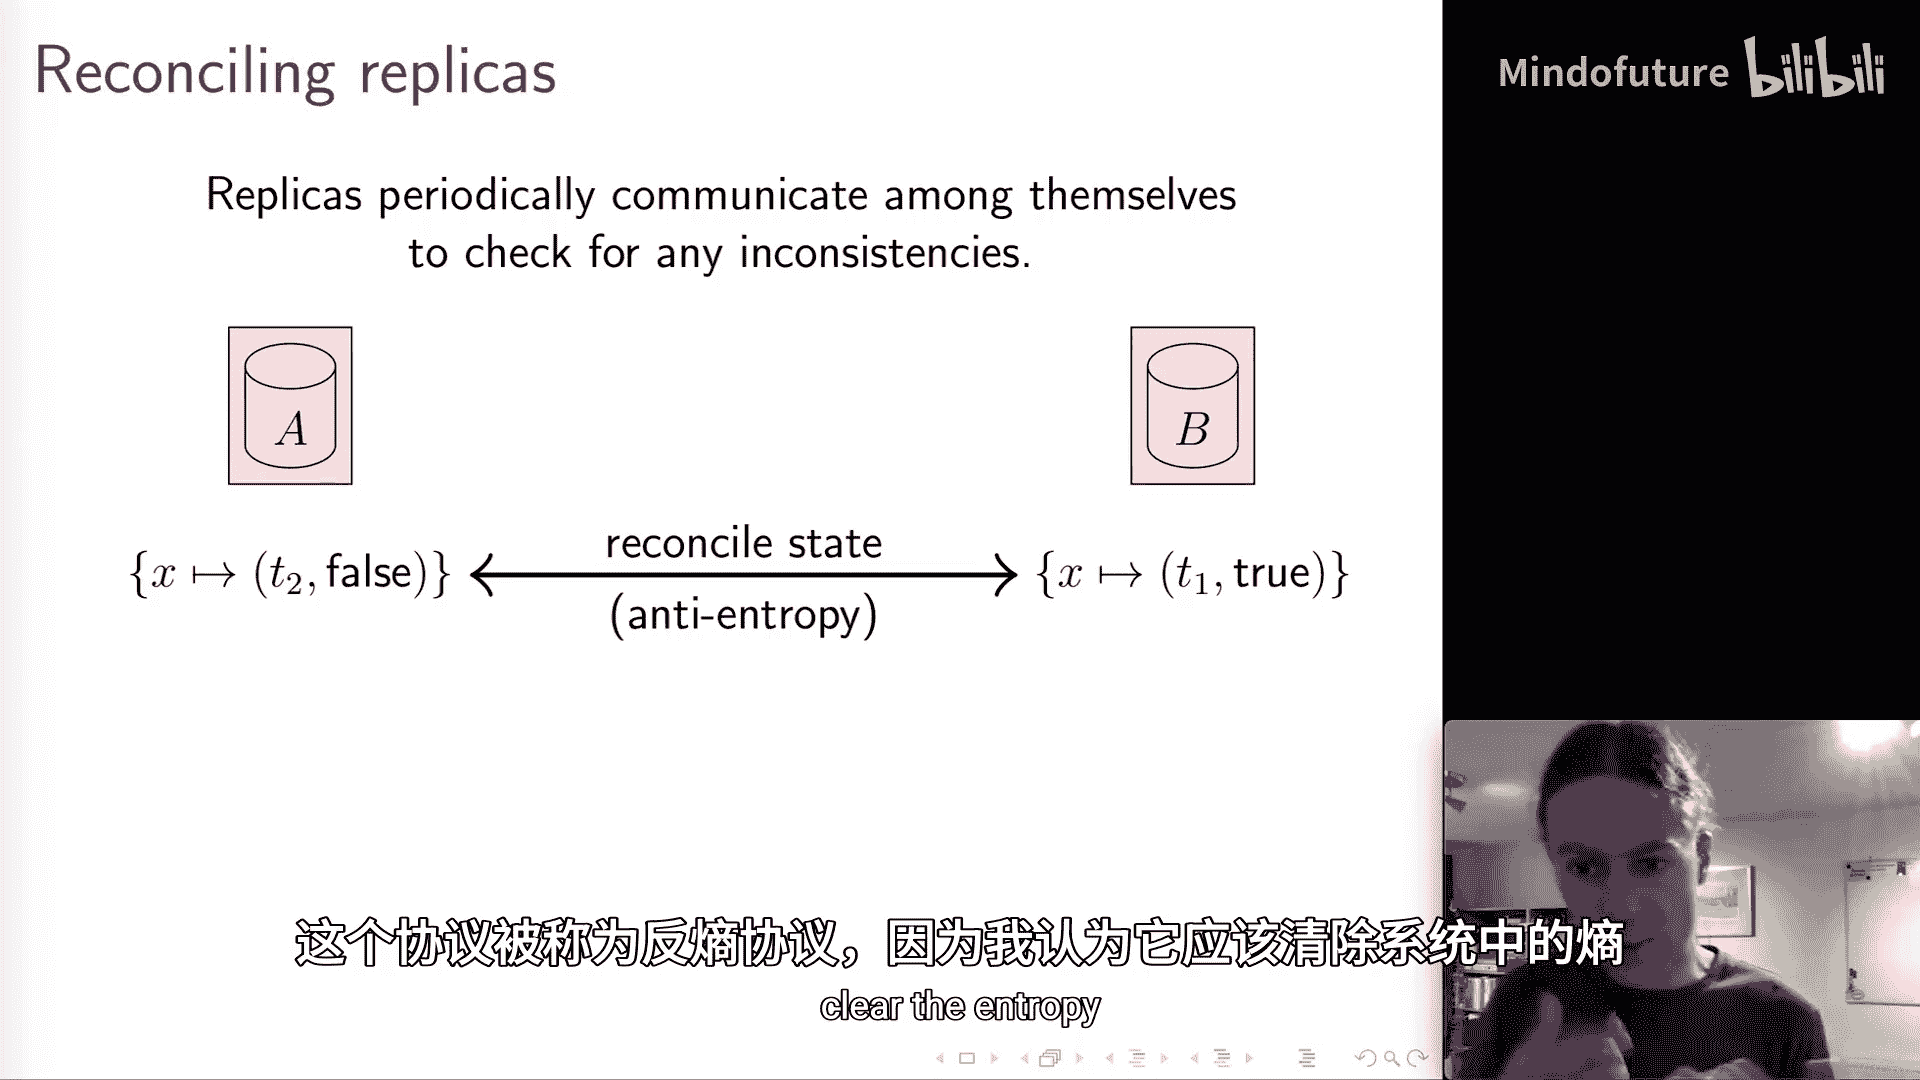 Reconciling replicas
Mindofuture bilibili
Replicas periodically communicate among themselves
to check for any inconsistencies.
A
B
reconcile state
{x ↦ (t₂, false)}
{x ↦ (t₁, true)}
(anti-entropy)
这个协议被称为反熵协议，因为我认为它应该清除系统中的熵
clear the entropy